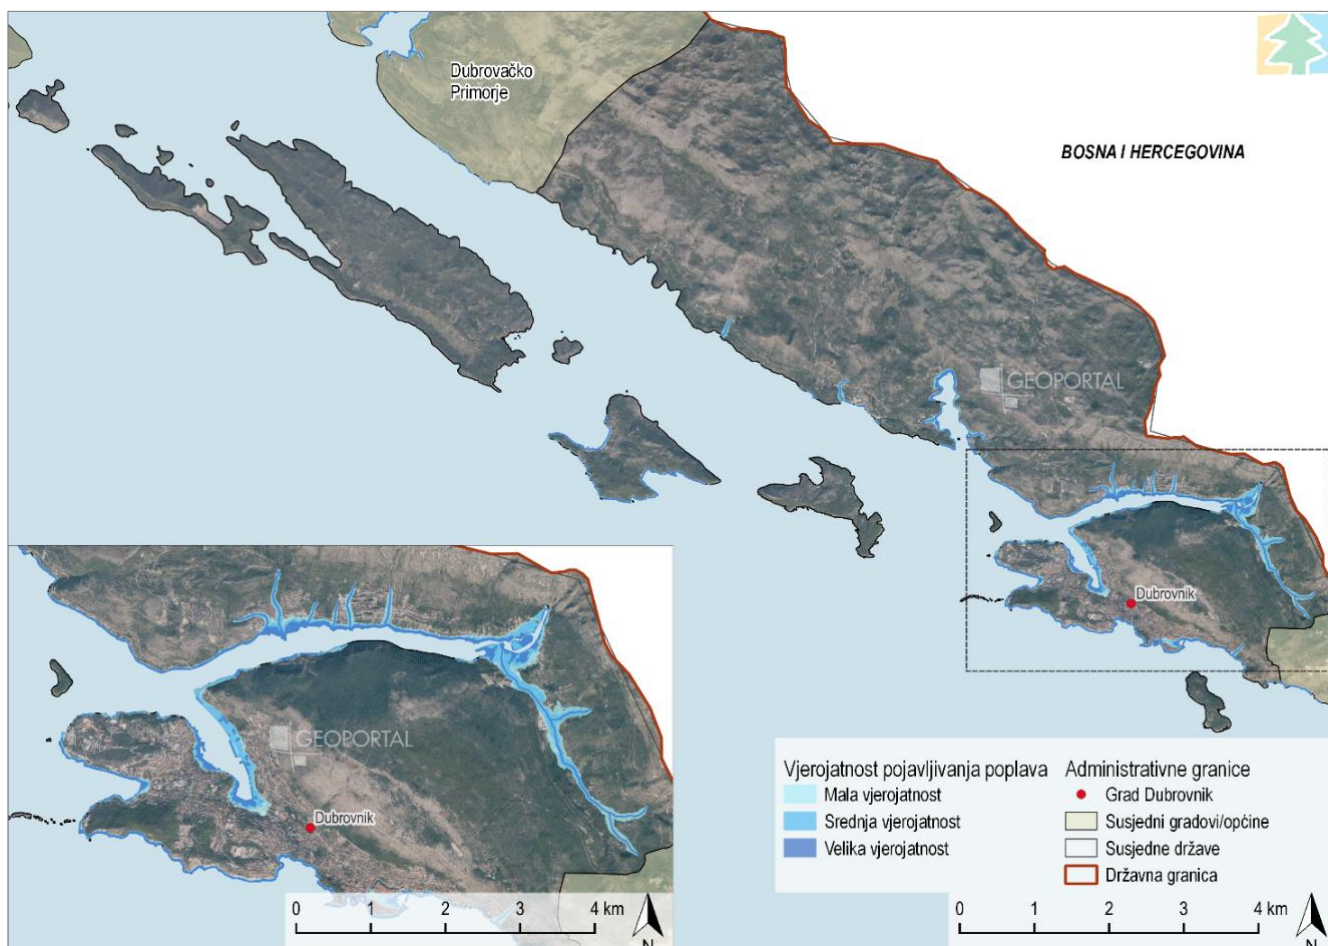 Dubrovačko
Primorje
BOSNA I HERCEGOVINA
GEOPORTAL
Dubrovnik
GEOPORTAL
Dubrovnik
Vjerojatnost pojavljivanja poplava
Mala vjerojatnost
Srednja vjerojatnost
Velika vjerojatnost
Administrativne granice
Grad Dubrovnik
Susjedni gradovi/općine
Susjedne države
Državna granica
0 1 2 3 4 km
N
0 1 2 3 4 km
N